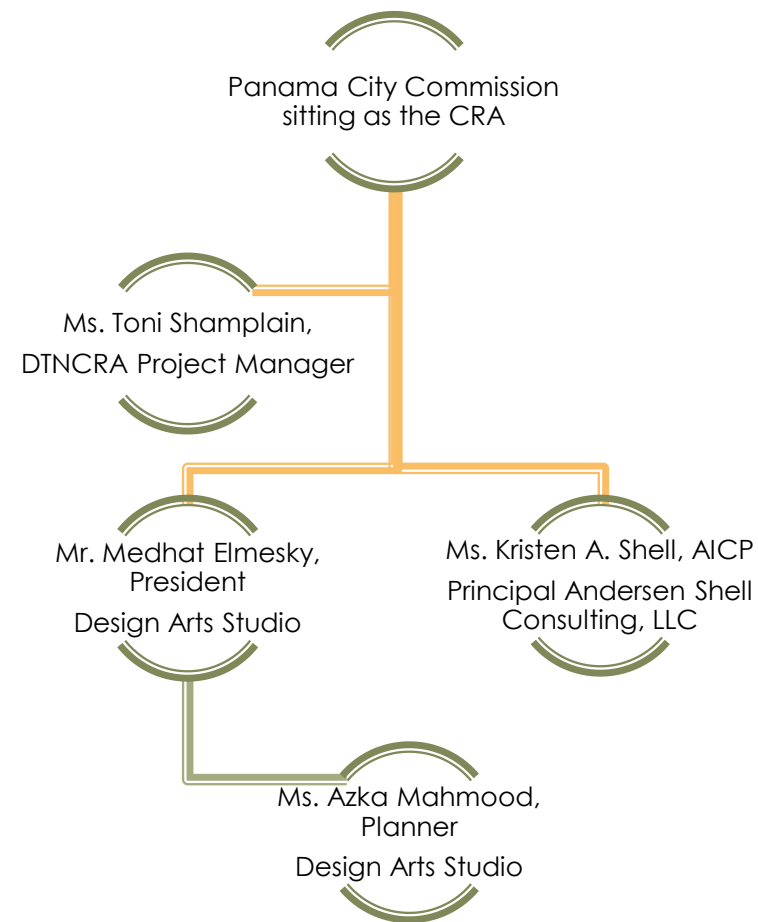 Panama City Commission
sitting as the CRA
Ms. Toni Shamplain,
DTNCRA Project Manager
Mr. Medhat Elmesky,
President
Design Arts Studio
Ms. Kristen A. Shell, AICP
Principal Andersen Shell
Consulting, LLC
Ms. Azka Mahmood,
Planner
Design Arts Studio